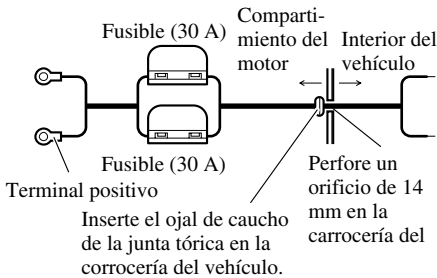 Fusible (30 A)
Comparti-
miento del
motor
Interior del
vehículo
Fusible (30 A)
Terminal positivo
Inserte el ojal de caucho
de la junta tórica en la
corrocería del vehículo.
Perfore un
orificio de 14
mm en la
carrocería del